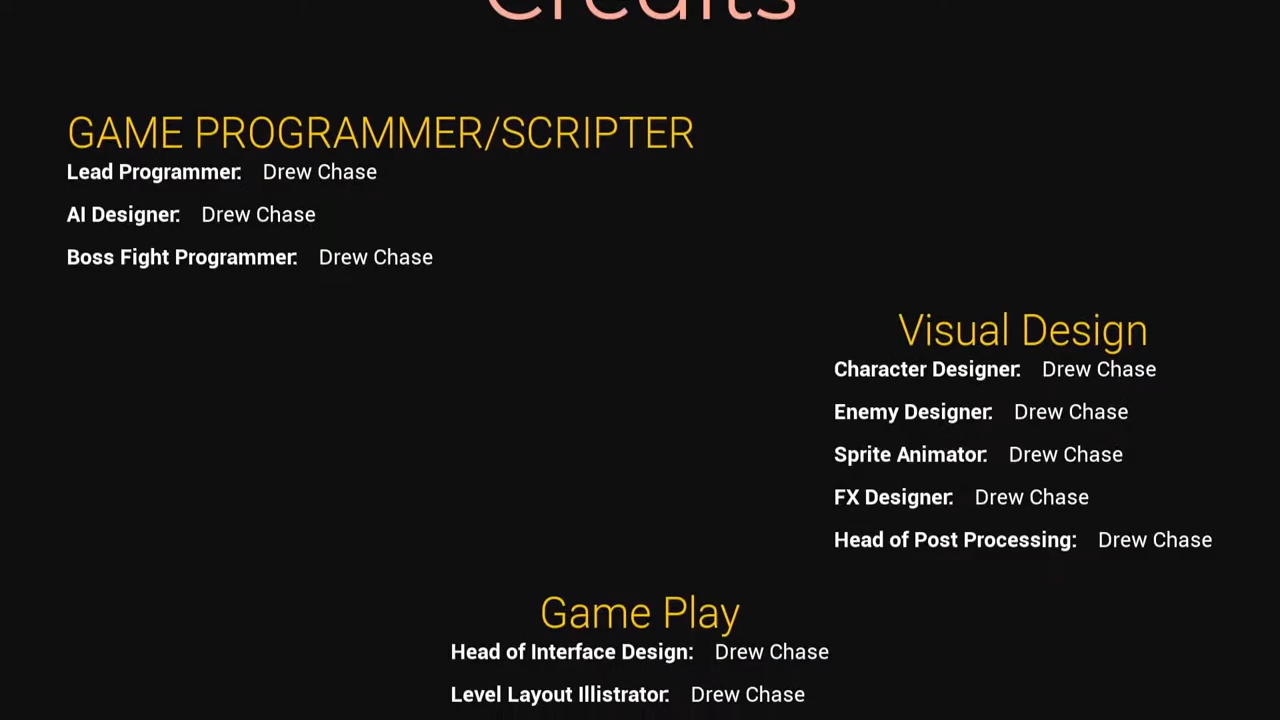 Credits
GAME PROGRAMMER/SCRIPTER
Lead Programmer: Drew Chase
AI Designer: Drew Chase
Boss Fight Programmer: Drew Chase
Visual Design
Character Designer: Drew Chase
Enemy Designer: Drew Chase
Sprite Animator: Drew Chase
FX Designer: Drew Chase
Head of Post Processing: Drew Chase
Game Play
Head of Interface Design: Drew Chase
Level Layout Illistrator: Drew Chase